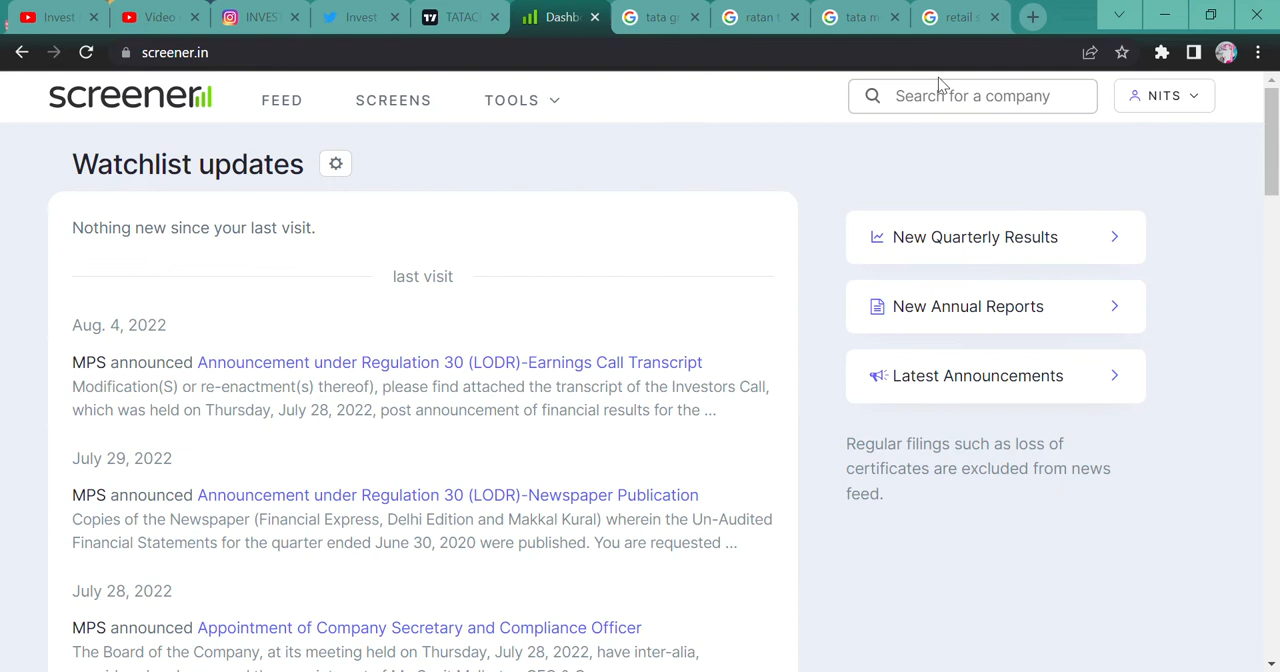 Invest
Video
INVES
Invest
TATAC
Dashb
tata g
ratan t
tata m
retail s
screener.in
screener
FEED
SCREENS
TOOLS
Search for a company
NITS
Watchlist updates
Nothing new since your last visit.
last visit
Aug. 4, 2022
MPS announced Announcement under Regulation 30 (LODR)-Earnings Call Transcript
Modification(S) or re-enactment(s) thereof), please find attached the transcript of the Investors Call,
which was held on Thursday, July 28, 2022, post announcement of financial results for the ...
July 29, 2022
MPS announced Announcement under Regulation 30 (LODR)-Newspaper Publication
Copies of the Newspaper (Financial Express, Delhi Edition and Makkal Kural) wherein the Un-Audited
Financial Statements for the quarter ended June 30, 2020 were published. You are requested ...
July 28, 2022
MPS announced Appointment of Company Secretary and Compliance Officer
The Board of the Company, at its meeting held on Thursday, July 28, 2022, have inter-alia,
New Quarterly Results
New Annual Reports
Latest Announcements
Regular filings such as loss of
certificates are excluded from news
feed.